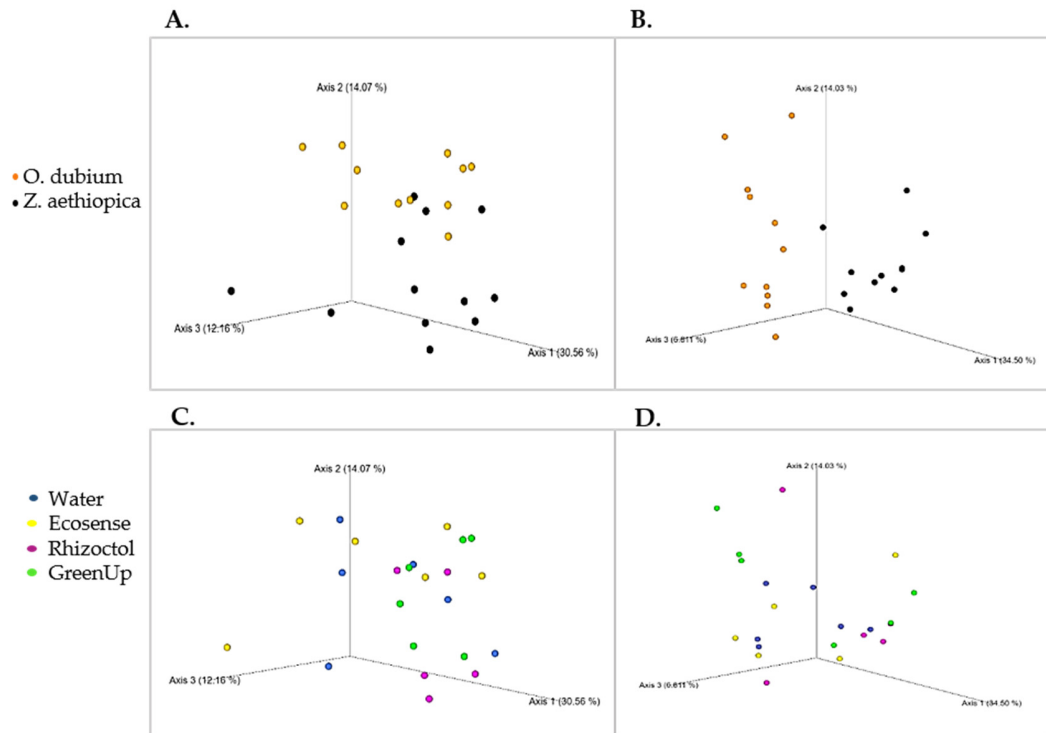 A.
B.
Axis 2 (14.07 %)
Axis 2 (14.03 %)
O. dubium
Z. aethiopica
Axis 3 (12.16 %)
Axis 1 (30.56 %)
Axis 3 (6.611 %)
Axis 1 (34.50 %)
C.
D.
Axis 2 (14.07 %)
Axis 2 (14.03 %)
Water
Ecosense
Rhizoctol
GreenUp
Axis 3 (12.16 %)
Axis 1 (30.56 %)
Axis 3 (6.611 %)
Axis 1 (34.50 %)